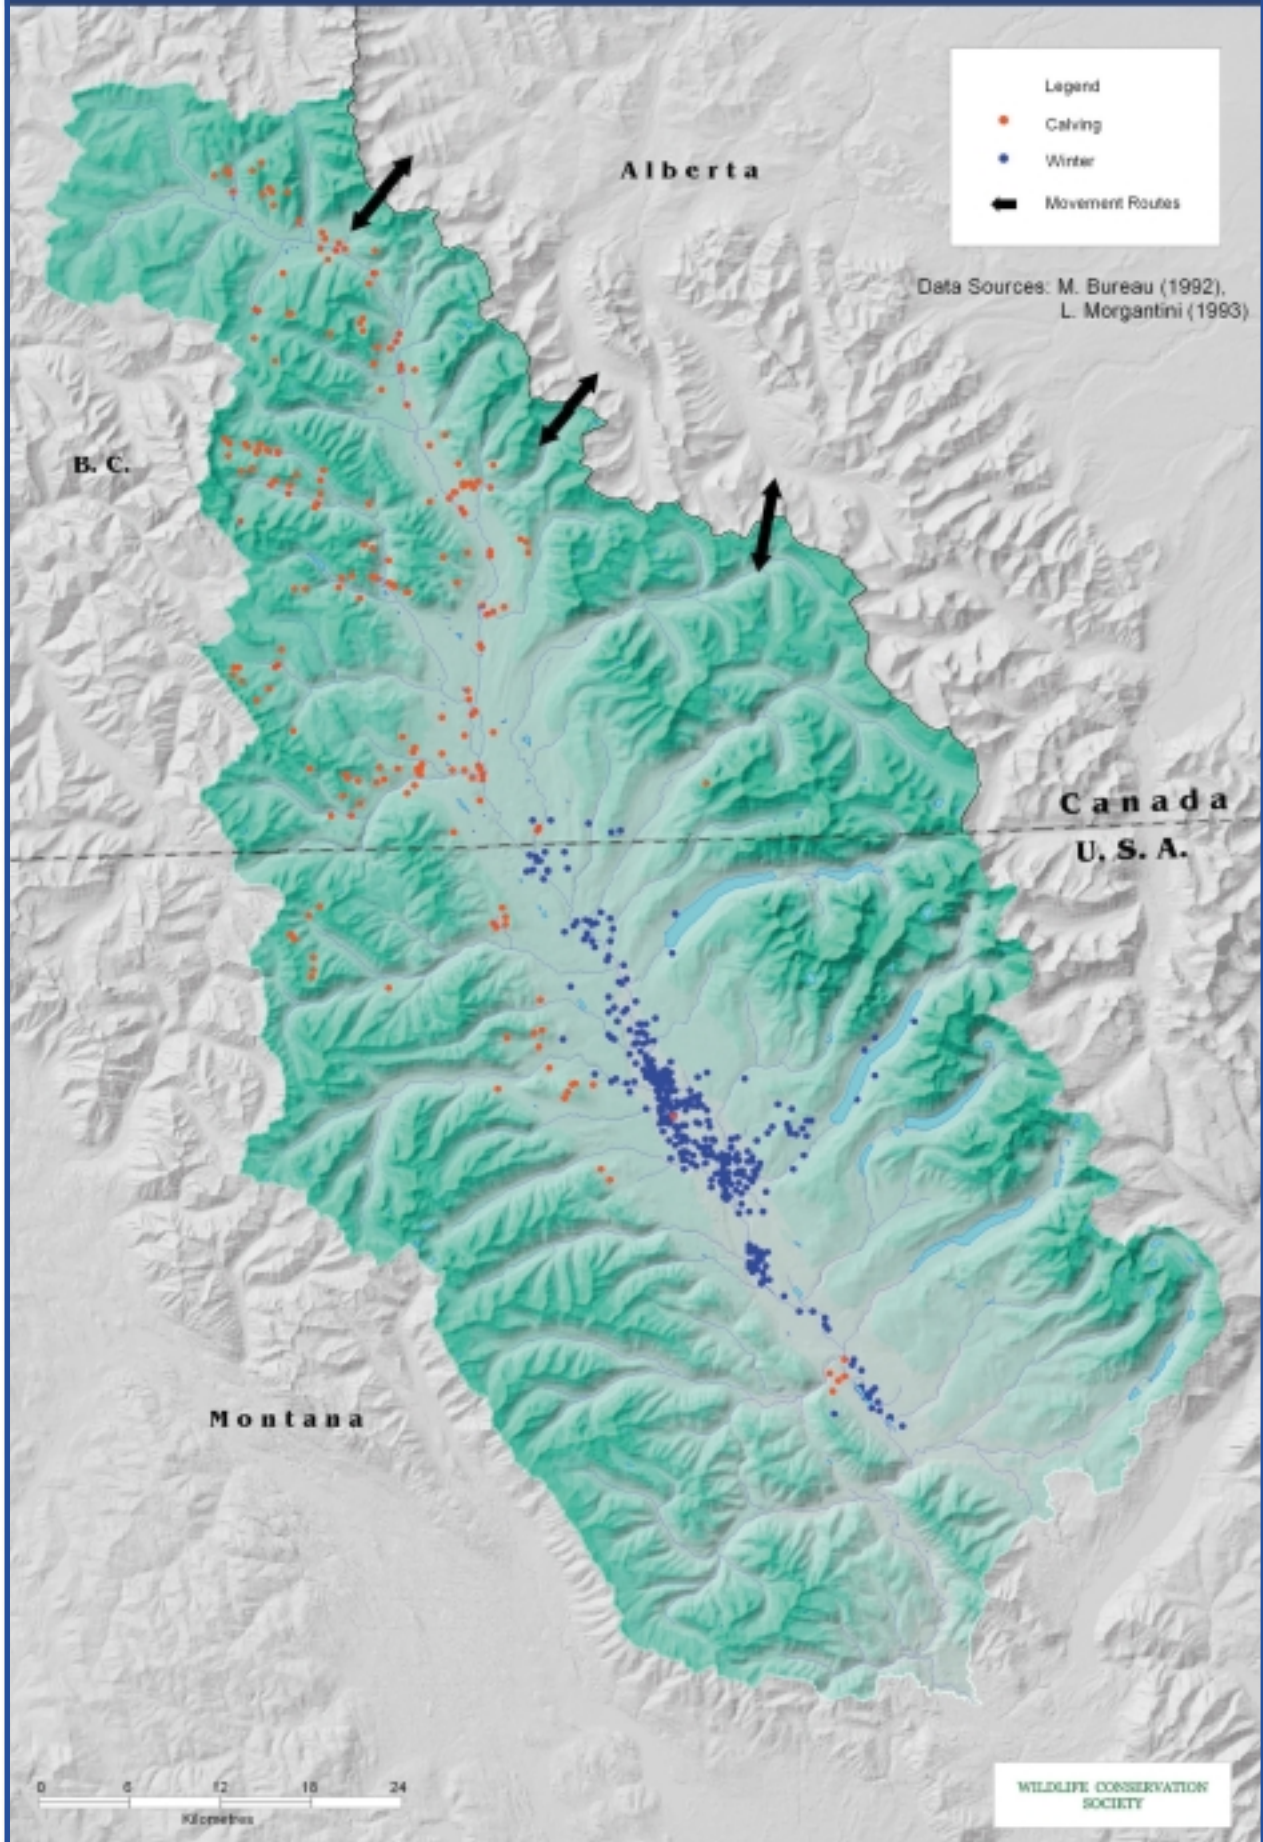 Legend
Calving
Winter
Movement Routes
Alberta
Data Sources: M. Bureau (1992),
L. Morgantini (1993)
B. C.
Canada
U. S. A.
Montana
0 6 12 18 24
Kilometres
WILDLIFE CONSERVATION
SOCIETY